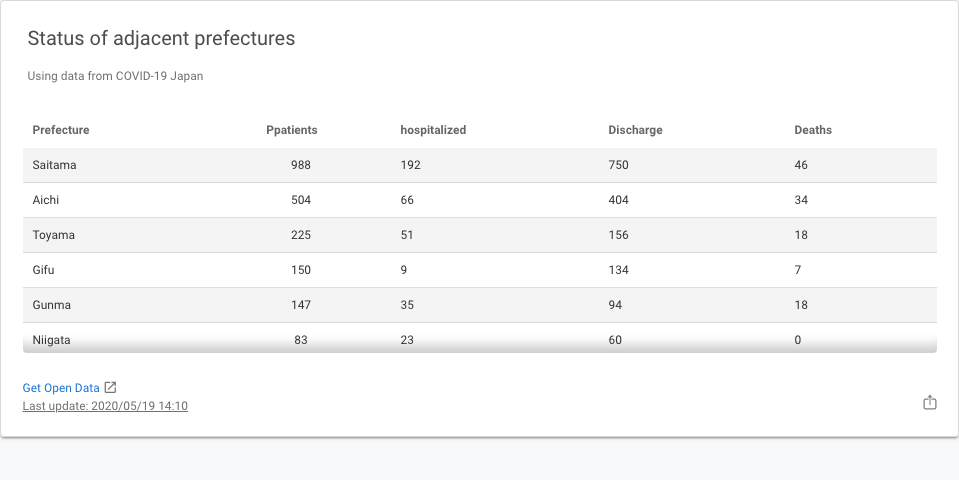 Status of adjacent prefectures
Using data from COVID-19 Japan
Prefecture Ppatients hospitalized Discharge Deaths
Saitama 988 192 750 46
Aichi 504 66 404 34
Toyama 225 51 156 18
Gifu 150 9 134 7
Gunma 147 35 94 18
Niigata 83 23 60 0
Get Open Data
Last update: 2020/05/19 14:10